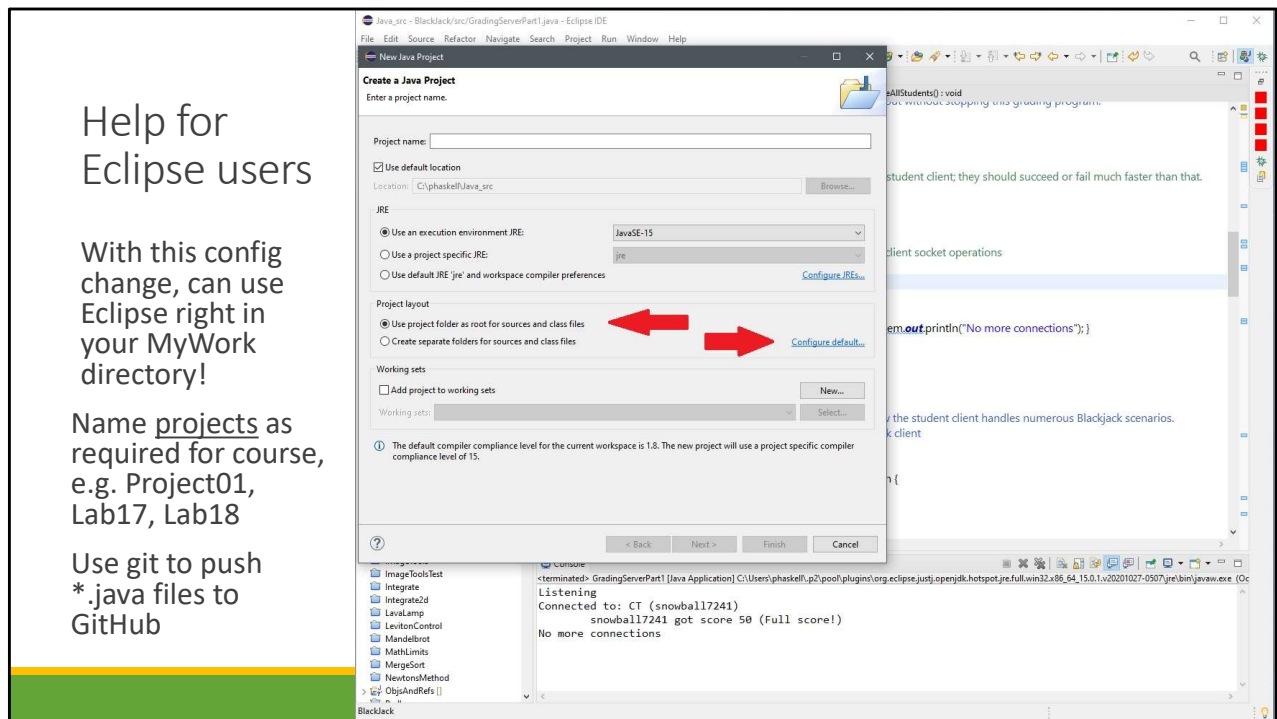 Help for
Eclipse users
With this config
change, can use
Eclipse right in
your MyWork
directory!
Name projects as
required for course,
e.g. Project01,
Lab17, Lab18
Use git to push
*.java files to
GitHub
Java_src - BlackJack/src/GradingServerPart1.java - Eclipse IDE
File Edit Source Refactor Navigate Search Project Run Window Help
New Java Project
Create a Java Project
Enter a project name.
Project name:
Use default location
Location: C:\phaskell\Java_src
Browse...
JRE
Use an execution environment JRE:
JavaSE-15
Use a project specific JRE:
jre
Use default JRE 'jre' and workspace compiler preferences
Configure JREs...
Project layout
Use project folder as root for sources and class files
Create separate folders for sources and class files
Configure default...
Working sets
Add project to working sets
New...
Working sets:
Select...
The default compiler compliance level for the current workspace is 1.8. The new project will use a project specific compiler
compliance level of 15.
< Back
Next >
Finish
Cancel
eAllStudents() : void
out without stopping this grading program.
student client; they should succeed or fail much faster than that.
client socket operations
em.out.println("No more connections"); }
the student client handles numerous Blackjack scenarios.
k client
{
ImageToolsTest
Integrate
Integrate2d
LavaLamp
LevitonControl
Mandelbrot
MathLimits
MergeSort
NewtonsMethod
ObjsAndRefs []
Console
<terminated> GradingServerPart1 [Java Application] C:\Users\phaskell\.p2\pool\plugins\org.eclipse.justj.openjdk.hotspot.jre.full.win32.x86_64_15.0.1.v20201027-0507\jre\bin\javaw.exe (Oc
Listening
Connected to: CT (snowball7241)
snowball7241 got score 50 (Full score!)
No more connections
BlackJack